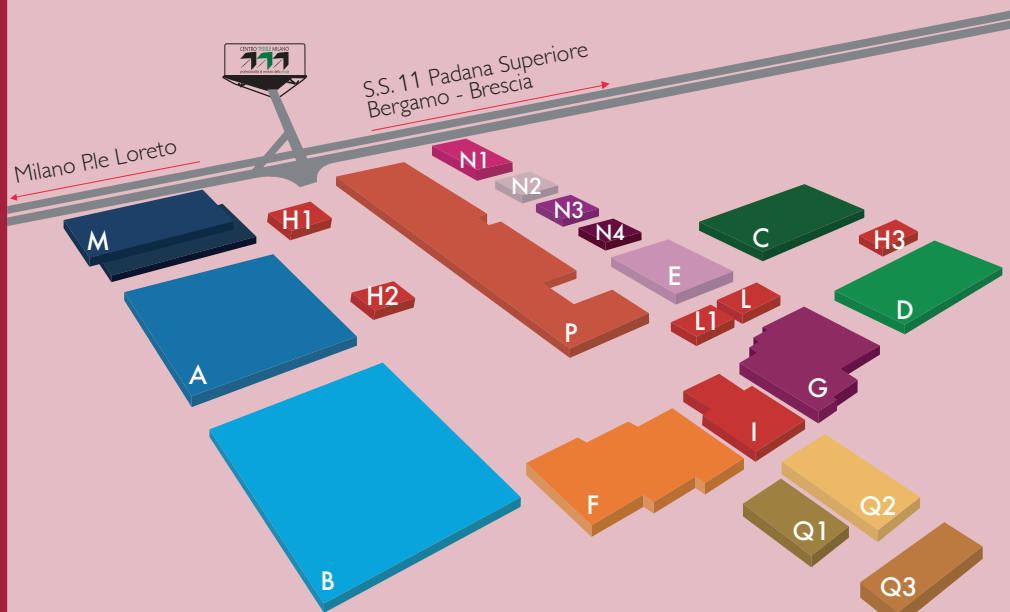 CENTRO TESSILE MILANO
S.S. 11 Padana Superiore
Bergamo - Brescia
Milano P.le Loreto
N1
N2
N3
N4
M
H1
C
H3
E
H2
L
D
L1
P
A
G
I
F
Q2
Q1
B
Q3